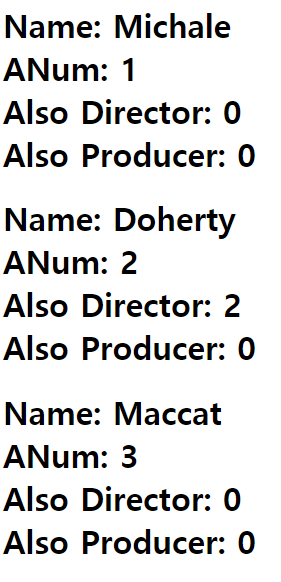 Name: Michale
ANum: 1
Also Director: 0
Also Producer: 0
Name: Doherty
ANum: 2
Also Director: 2
Also Producer: 0
Name: Maccat
ANum: 3
Also Director: 0
Also Producer: 0